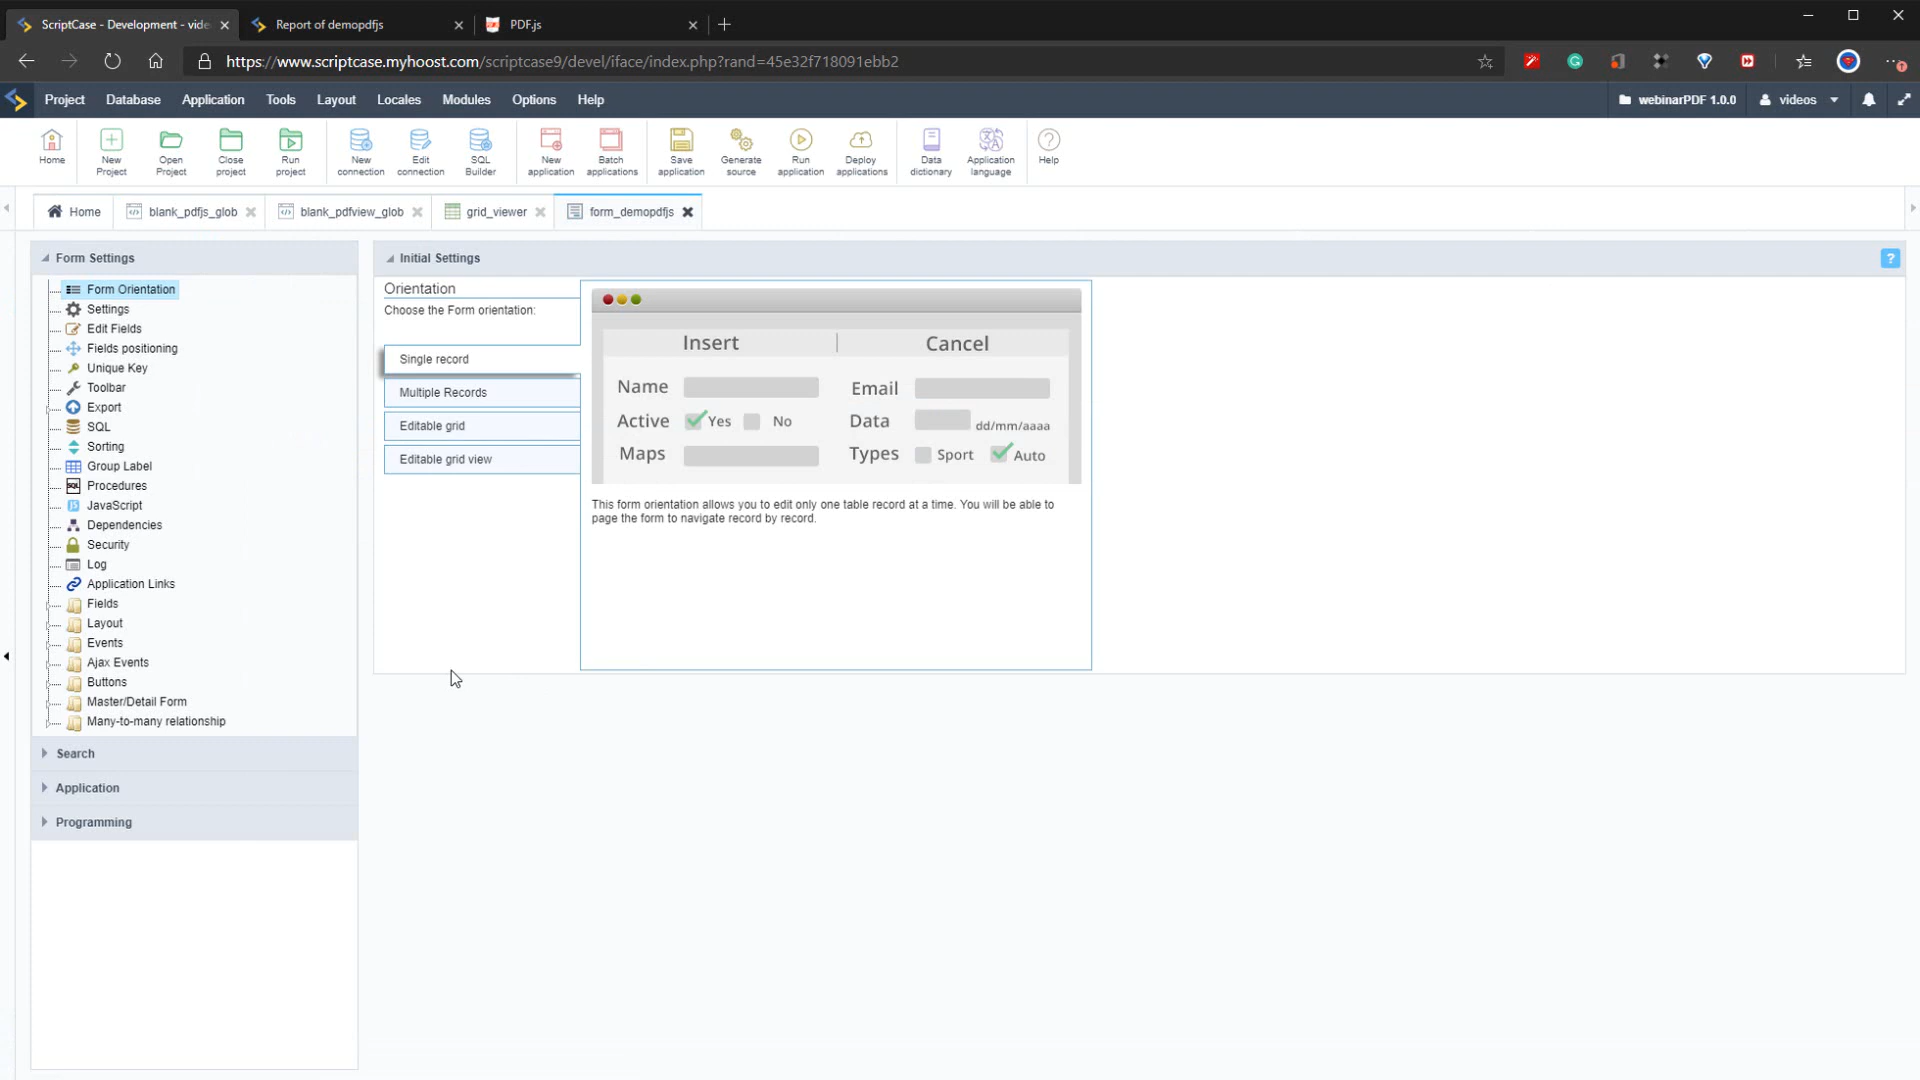 ScriptCase - Development - vide
Report of demopdfjs
PDF.js
https://www.scriptcase.myhoost.com/scriptcase9/devel/iface/index.php?rand=45e32f718091ebb2
Project
Database
Application
Tools
Layout
Locales
Modules
Options
Help
webinarPDF 1.0.0
videos
Home
New
Project
Open
Project
Close
project
Run
project
New
connection
Edit
connection
SQL
Builder
New
application
Batch
applications
Save
application
Generate
source
Run
application
Deploy
applications
Data
dictionary
Application
language
Help
Home
blank_pdfjs_glob
blank_pdfview_glob
grid_viewer
form_demopdfjs
Form Settings
Form Orientation
Settings
Edit Fields
Fields positioning
Unique Key
Toolbar
Export
SQL
Sorting
Group Label
Procedures
JavaScript
Dependencies
Security
Log
Application Links
Fields
Layout
Events
Ajax Events
Buttons
Master/Detail Form
Many-to-many relationship
Search
Application
Programming
Initial Settings
?
Orientation
Choose the Form orientation:
Single record
Multiple Records
Editable grid
Editable grid view
Insert
Cancel
Name
Email
Active Yes No
Data dd/mm/aaaa
Maps
Types Sport Auto
This form orientation allows you to edit only one table record at a time. You will be able to
page the form to navigate record by record.